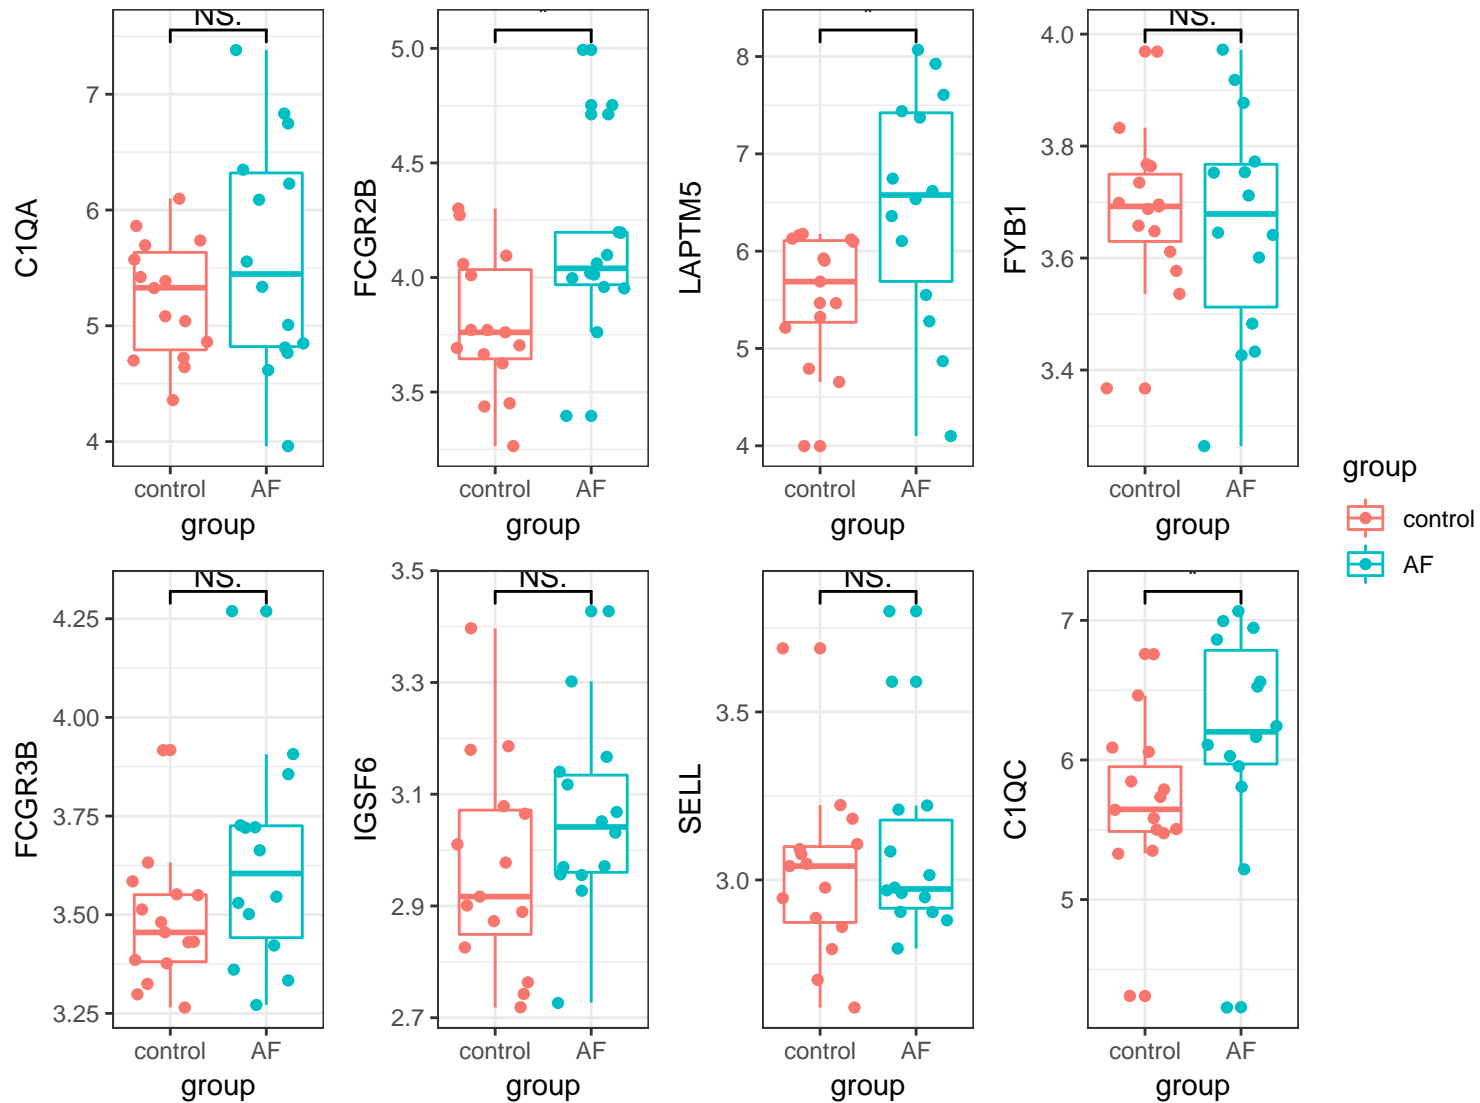 NS.
*
*
NS.
C1QA
7
6
5
4
control AF
group
FCGR2B
5.0
4.5
4.0
3.5
control AF
group
LAPTM5
8
7
6
5
4
control AF
group
FYB1
4.0
3.8
3.6
3.4
control AF
group
group
control
AF
NS.
NS.
NS.
*
FCGR3B
4.25
4.00
3.75
3.50
3.25
control AF
group
IGSF6
3.5
3.3
3.1
2.9
2.7
control AF
group
SELL
3.5
3.0
control AF
group
C1QC
7
6
5
control AF
group